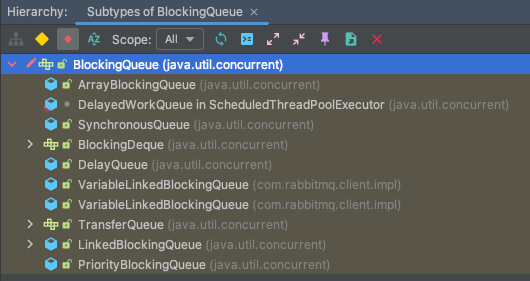 Hierarchy: Subtypes of BlockingQueue ×
Scope: All
BlockingQueue (java.util.concurrent)
ArrayBlockingQueue (java.util.concurrent)
DelayedWorkQueue in ScheduledThreadPoolExecutor (java.util.concurrent)
SynchronousQueue (java.util.concurrent)
BlockingDeque (java.util.concurrent)
DelayQueue (java.util.concurrent)
VariableLinkedBlockingQueue (com.rabbitmq.client.impl)
VariableLinkedBlockingQueue (com.rabbitmq.client.impl)
TransferQueue (java.util.concurrent)
LinkedBlockingQueue (java.util.concurrent)
PriorityBlockingQueue (java.util.concurrent)